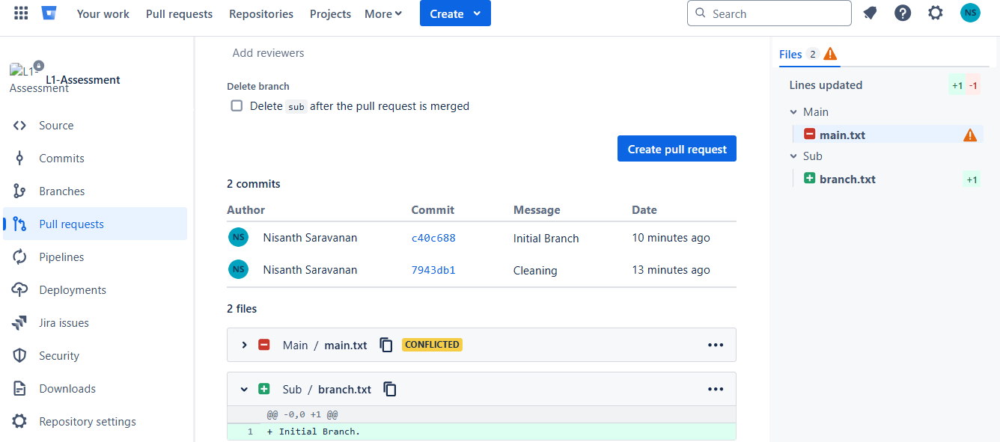 Your work Pull requests Repositories Projects More Create Search NS
L1-
Assessment
L1-Assessment
Source
Commits
Branches
Pull requests
Pipelines
Deployments
Jira issues
Security
Downloads
Repository settings
Add reviewers
Delete branch
Delete sub after the pull request is merged
Create pull request
2 commits
Author Commit Message Date
NS Nisanth Saravanan c40c688 Initial Branch 10 minutes ago
NS Nisanth Saravanan 7943db1 Cleaning 13 minutes ago
2 files
Main / main.txt CONFLICTED
Sub / branch.txt
@@ -0,0 +1 @@
1 + Initial Branch.
Files 2
Lines updated +1 -1
Main
main.txt
Sub
branch.txt +1